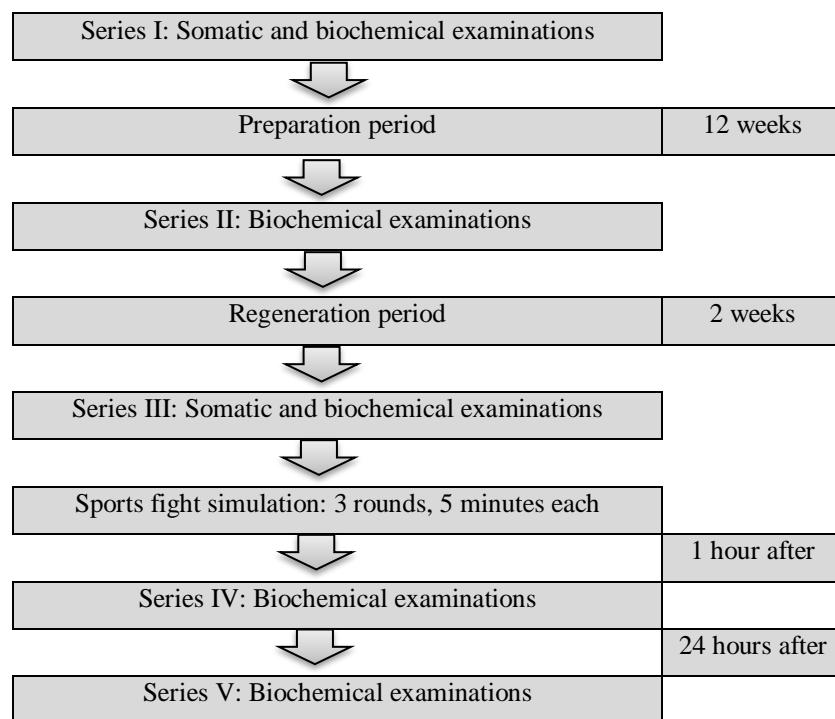 Series I: Somatic and biochemical examinations
Preparation period
12 weeks
Series II: Biochemical examinations
Regeneration period
2 weeks
Series III: Somatic and biochemical examinations
Sports fight simulation: 3 rounds, 5 minutes each
1 hour after
Series IV: Biochemical examinations
24 hours after
Series V: Biochemical examinations